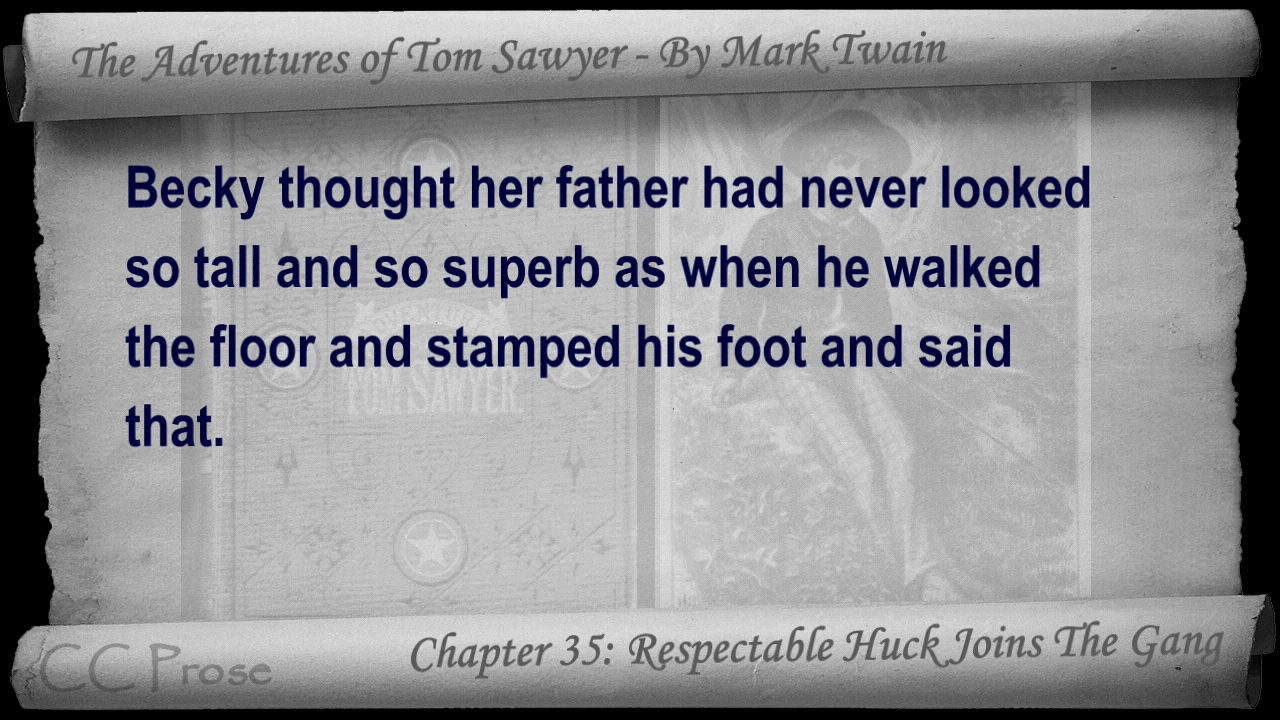 The Adventures of Tom Sawyer - By Mark Twain
Becky thought her father had never looked
so tall and so superb as when he walked
the floor and stamped his foot and said
that.
TOM SAWYER.
CC Prose
Chapter 35: Respectable Huck Joins The Gang